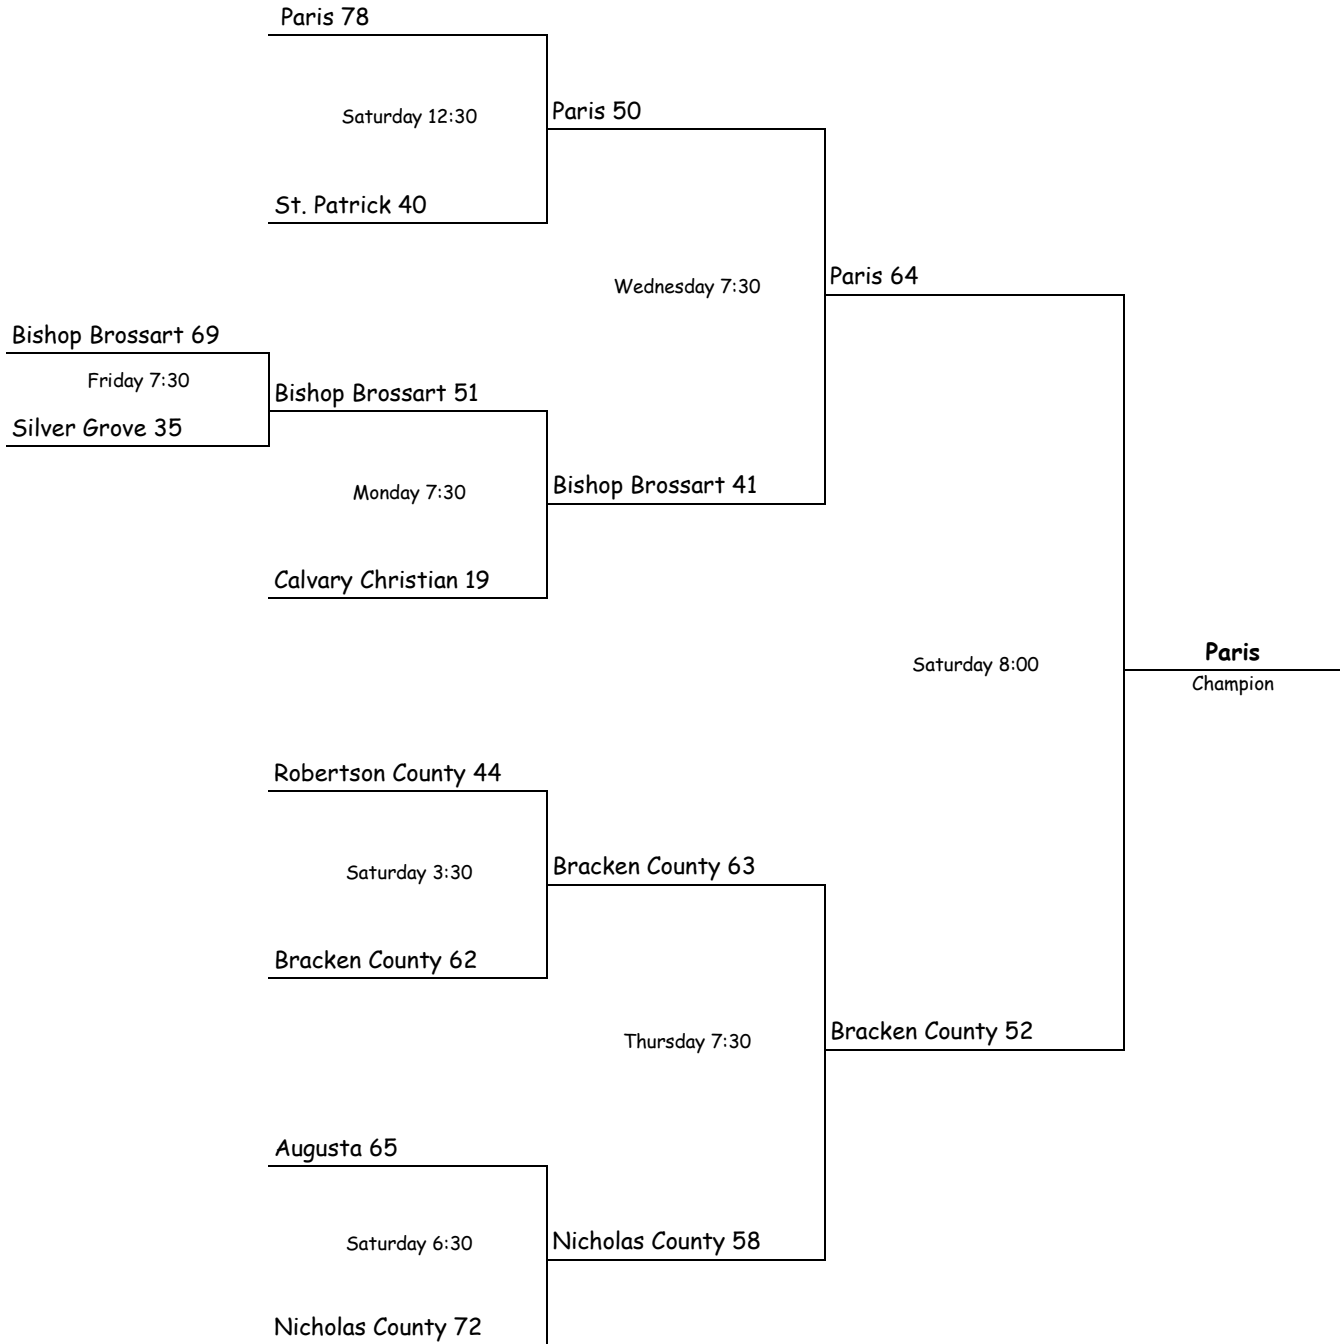 Paris 78
Saturday 12:30
Paris 50
St. Patrick 40
Wednesday 7:30
Paris 64
Bishop Brossart 69
Friday 7:30
Silver Grove 35
Bishop Brossart 51
Monday 7:30
Bishop Brossart 41
Calvary Christian 19
Saturday 8:00
Paris
Champion
Robertson County 44
Saturday 3:30
Bracken County 63
Bracken County 62
Thursday 7:30
Bracken County 52
Augusta 65
Saturday 6:30
Nicholas County 58
Nicholas County 72